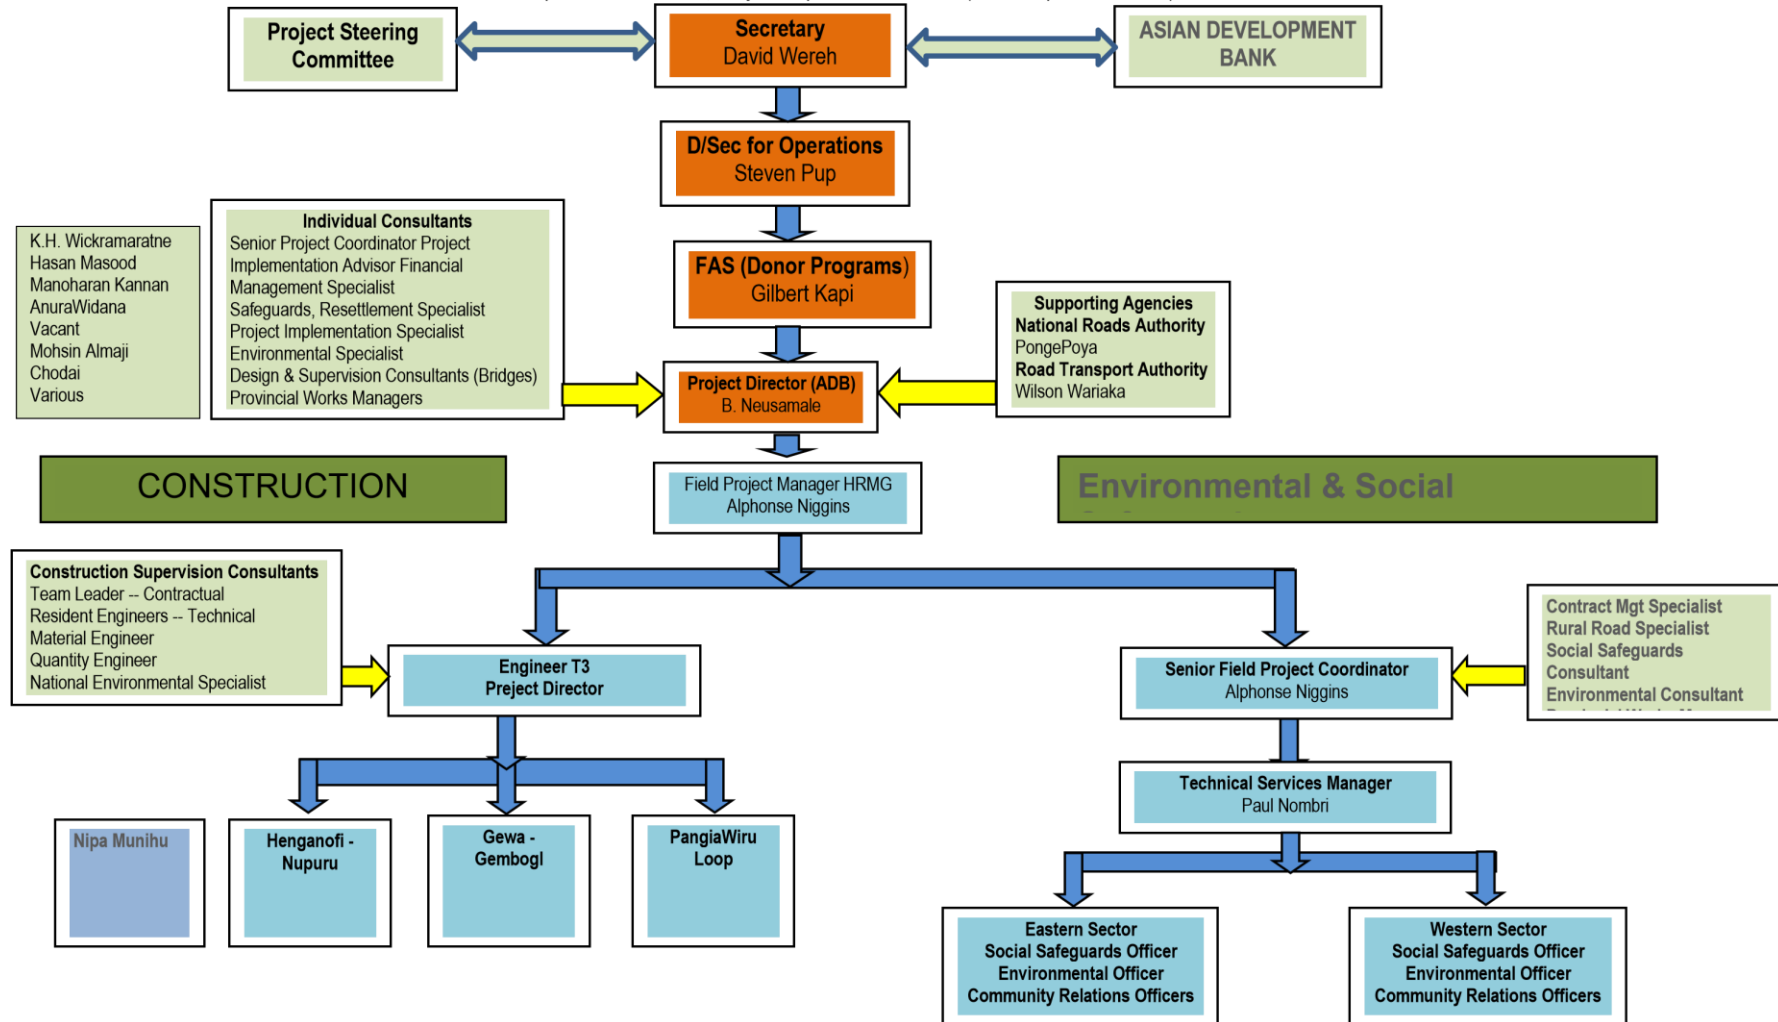 Project Steering
Committee
Secretary
David Wereh
ASIAN DEVELOPMENT
BANK
D/Sec for Operations
Steven Pup
K.H. Wickramaratne
Hasan Masood
Manoharan Kannan
AnuraWidana
Vacant
Mohsin Almaji
Chodai
Various
Individual Consultants
Senior Project Coordinator Project
Implementation Advisor Financial
Management Specialist
Safeguards, Resettlement Specialist
Project Implementation Specialist
Environmental Specialist
Design & Supervision Consultants (Bridges)
Provincial Works Managers
FAS (Donor Programs)
Gilbert Kapi
Supporting Agencies
National Roads Authority
PongePoya
Road Transport Authority
Wilson Wariaka
Project Director (ADB)
B. Neusamale
CONSTRUCTION
Field Project Manager HRMG
Alphonse Niggins
Environmental & Social
Construction Supervision Consultants
Team Leader -- Contractual
Resident Engineers -- Technical
Material Engineer
Quantity Engineer
National Environmental Specialist
Engineer T3
Preject Director
Senior Field Project Coordinator
Alphonse Niggins
Contract Mgt Specialist
Rural Road Specialist
Social Safeguards
Consultant
Environmental Consultant
Technical Services Manager
Paul Nombri
Nipa Munihu
Henganofi -
Nupuru
Gewa -
Gembogl
PangiaWiru
Loop
Eastern Sector
Social Safeguards Officer
Environmental Officer
Community Relations Officers
Western Sector
Social Safeguards Officer
Environmental Officer
Community Relations Officers